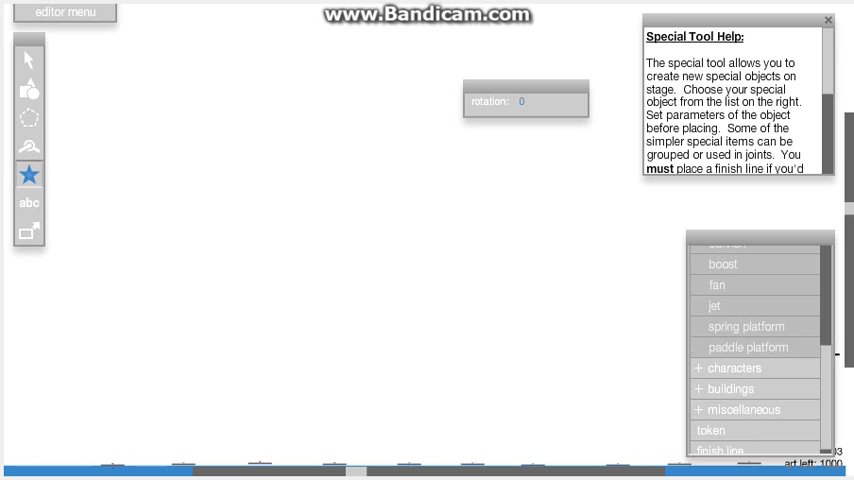 www.Bandicam.com
editor menu
Special Tool Help:
The special tool allows you to
create new special objects on
stage. Choose your special
object from the list on the right.
Set parameters of the object
before placing. Some of the
simpler special items can be
grouped or used in joints. You
must place a finish line if you'd
rotation: 0
abc
cannon
boost
fan
jet
spring platform
paddle platform
+ characters
+ buildings
+ miscellaneous
token
finish line
art left: 1000